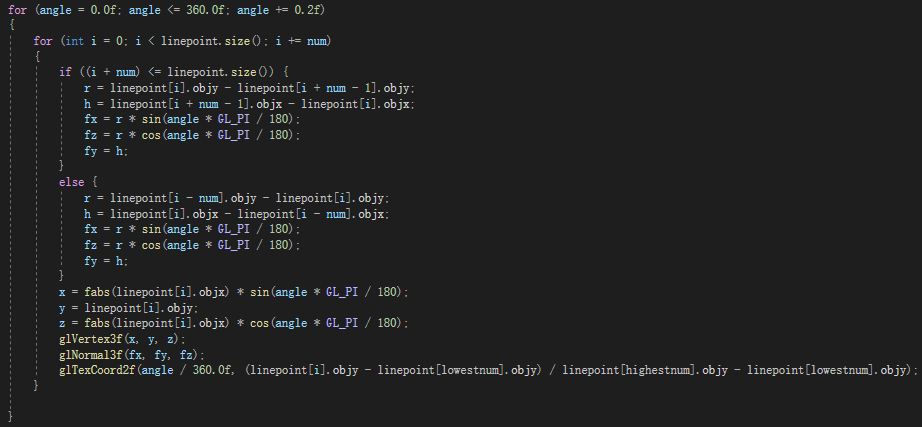 for (angle = 0.0f; angle <= 360.0f; angle += 0.2f)
{
for (int i = 0; i < linepoint.size(); i += num)
{
if ((i + num) <= linepoint.size()) {
r = linepoint[i].objy - linepoint[i + num - 1].objy;
h = linepoint[i + num - 1].objx - linepoint[i].objx;
fx = r * sin(angle * GL_PI / 180);
fz = r * cos(angle * GL_PI / 180);
fy = h;
}
else {
r = linepoint[i - num].objy - linepoint[i].objy;
h = linepoint[i].objx - linepoint[i - num].objx;
fx = r * sin(angle * GL_PI / 180);
fz = r * cos(angle * GL_PI / 180);
fy = h;
}
x = fabs(linepoint[i].objx) * sin(angle * GL_PI / 180);
y = linepoint[i].objy;
z = fabs(linepoint[i].objx) * cos(angle * GL_PI / 180);
glVertex3f(x, y, z);
glNormal3f(fx, fy, fz);
glTexCoord2f(angle / 360.0f, (linepoint[i].objy - linepoint[lowestnum].objy) / linepoint[highestnum].objy - linepoint[lowestnum].objy);
}
}